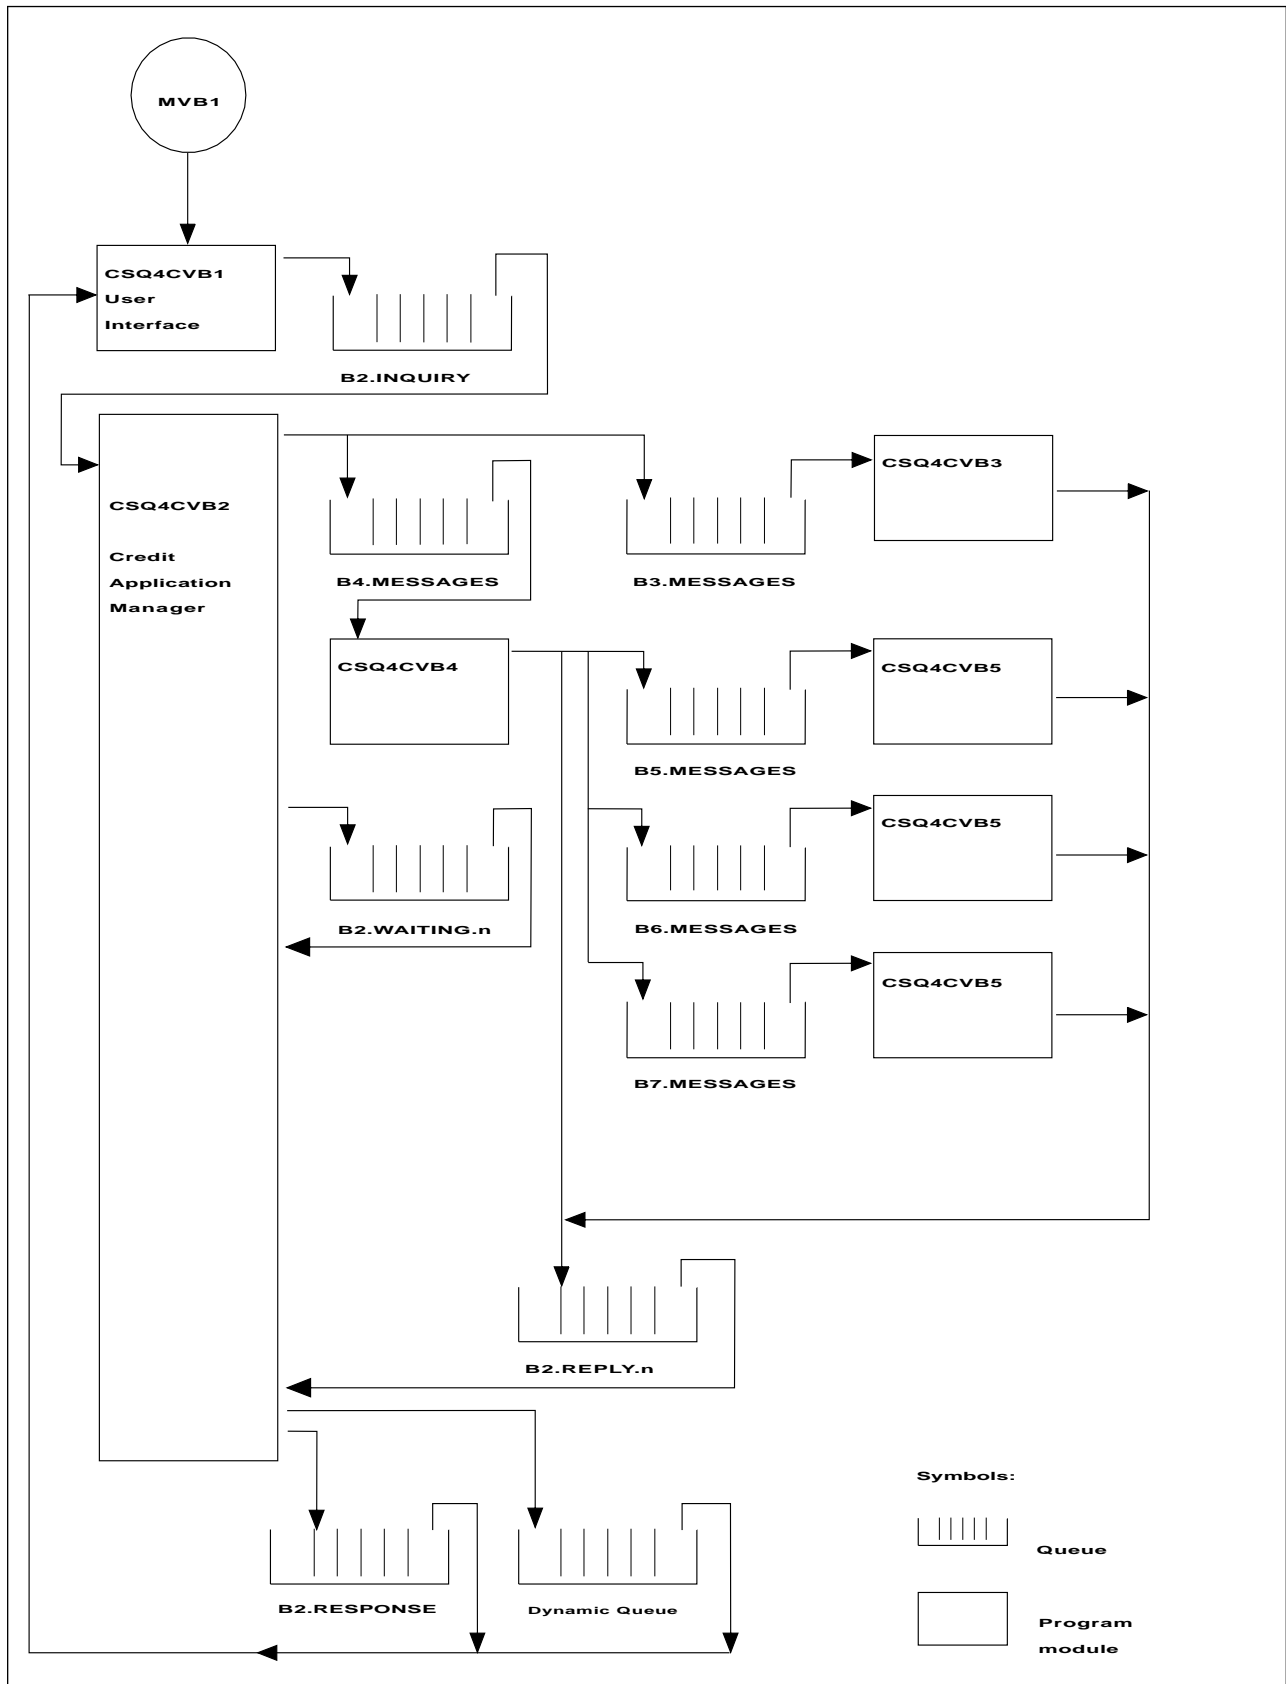 MVB1
CSQ4CVB1
User
Interface
B2.INQUIRY
CSQ4CVB2
Credit
Application
Manager
CSQ4CVB3
B4.MESSAGES
B3.MESSAGES
CSQ4CVB4
CSQ4CVB5
B5.MESSAGES
CSQ4CVB5
B2.WAITING.n
B6.MESSAGES
CSQ4CVB5
B7.MESSAGES
B2.REPLY.n
B2.RESPONSE
Dynamic Queue
Symbols:
Queue
Program
module